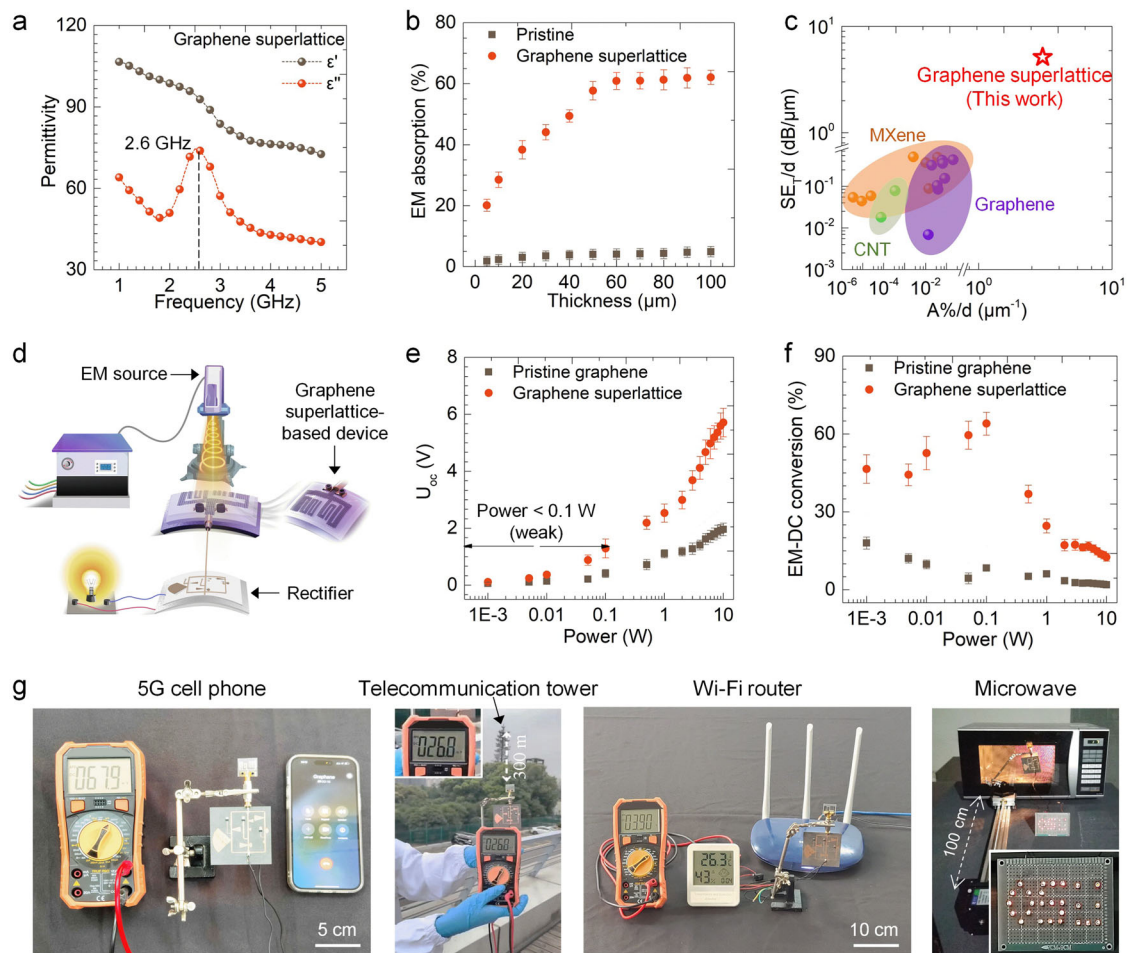 a
120
90
60
30
Permittivity
Graphene superlattice
ε'
ε''
2.6 GHz
1 2 3 4 5
Frequency (GHz)
b
100
80
60
40
20
0
EM absorption (%)
Pristine
Graphene superlattice
0 20 40 60 80 100
Thickness (µm)
c
10¹
10⁰
10⁻¹
10⁻²
10⁻³
SE_T/d (dB/µm)
Graphene superlattice
(This work)
MXene
CNT
Graphene
10⁻⁶ 10⁻⁴ 10⁻² 10⁰ 10¹
A%/d (µm⁻¹)
d
EM source
Graphene
superlattice-
based device
Rectifier
e
8
6
4
2
0
U_oc (V)
Pristine graphene
Graphene superlattice
Power < 0.1 W
(weak)
1E-3 0.01 0.1 1 10
Power (W)
f
90
60
30
0
EM-DC conversion (%)
Pristine graphene
Graphene superlattice
1E-3 0.01 0.1 1 10
Power (W)
g
5G cell phone
Telecommunication tower
Wi-Fi router
Microwave
0679
5 cm
026.0
300 m
026.0
03.90
26.3
43
10 cm
100 cm